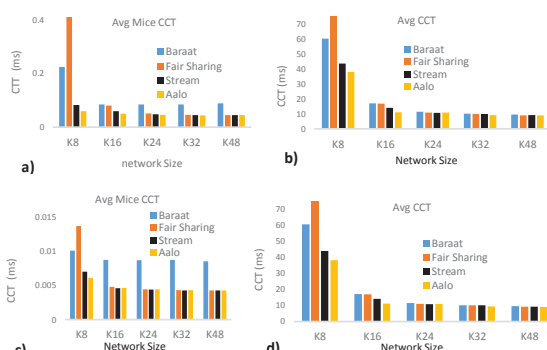 Avg Mice CCT
0.4
0.2
0
CTT (ms)
Baraat
Fair Sharing
Stream
Aalo
K8 K16 K24 K32 K48
network Size
a)
Avg CCT
70
60
50
40
30
20
10
0
CCT (ms)
Baraat
Fair Sharing
Stream
Aalo
K8 K16 K24 K32 K48
Network Size
b)
Avg Mice CCT
0.015
0.01
0.005
0
CCT (ms)
Baraat
Fair Sharing
Stream
Aalo
K8 K16 K24 K32 K48
Network Size
c)
Avg CCT
70
60
50
40
30
20
10
0
CCT (ms)
Baraat
Fair Sharing
Stream
Aalo
K8 K16 K24 K32 K48
Network Size
d)